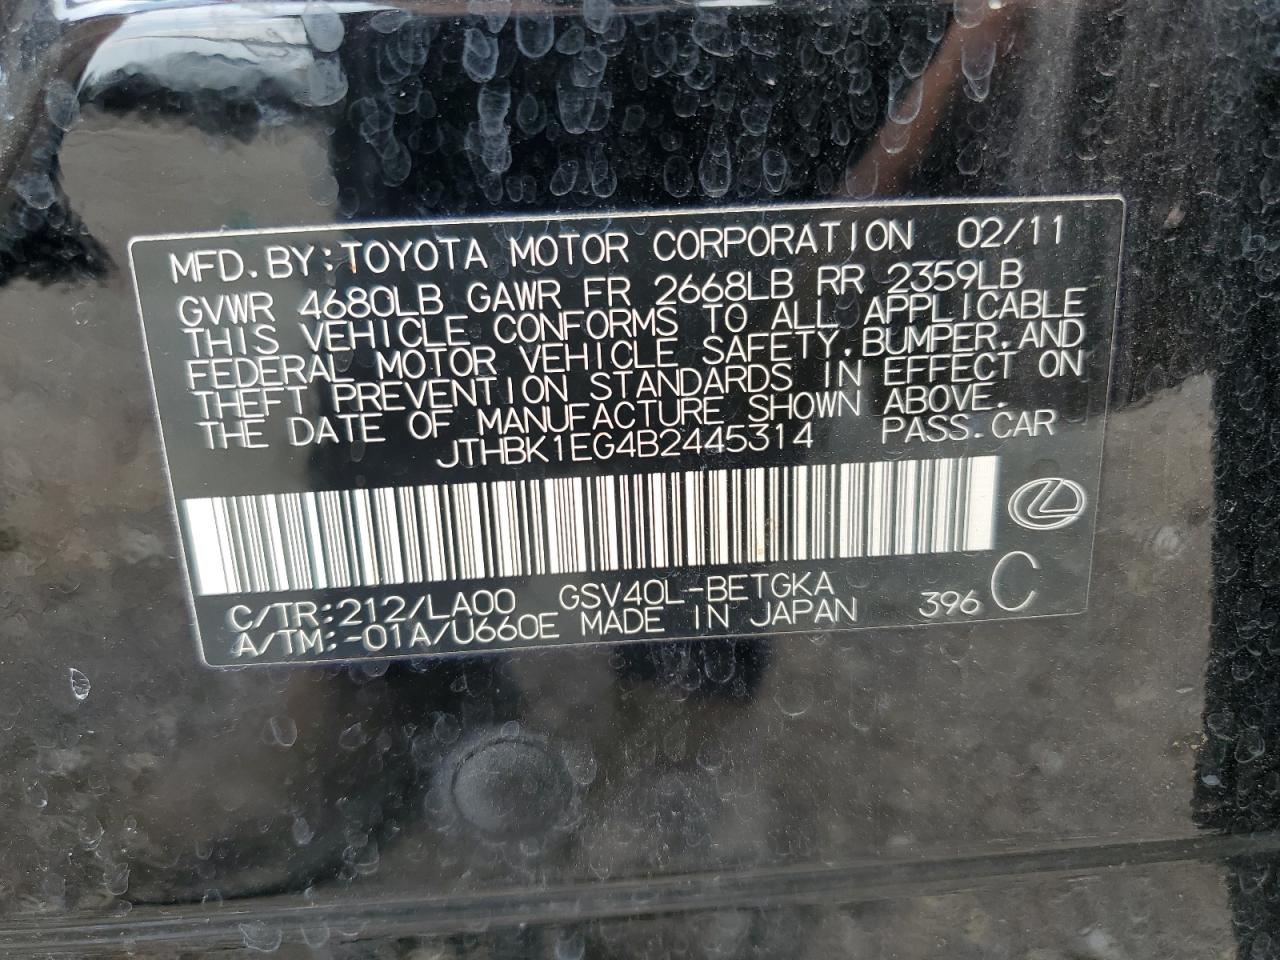 MFD.BY:TOYOTA MOTOR CORPORATION 02/11
GVWR 4680LB GAWR FR 2668LB RR 2359LB
THIS VEHICLE CONFORMS TO ALL APPLICABLE
FEDERAL MOTOR VEHICLE SAFETY,BUMPER,AND
THEFT PREVENTION STANDARDS IN EFFECT ON
THE DATE OF MANUFACTURE SHOWN ABOVE.
JTHBK1EG4B2445314 PASS.CAR
C/TR:212/LA00 GSV40L-BETGKA
A/TM:-01A/U660E MADE IN JAPAN 396 C